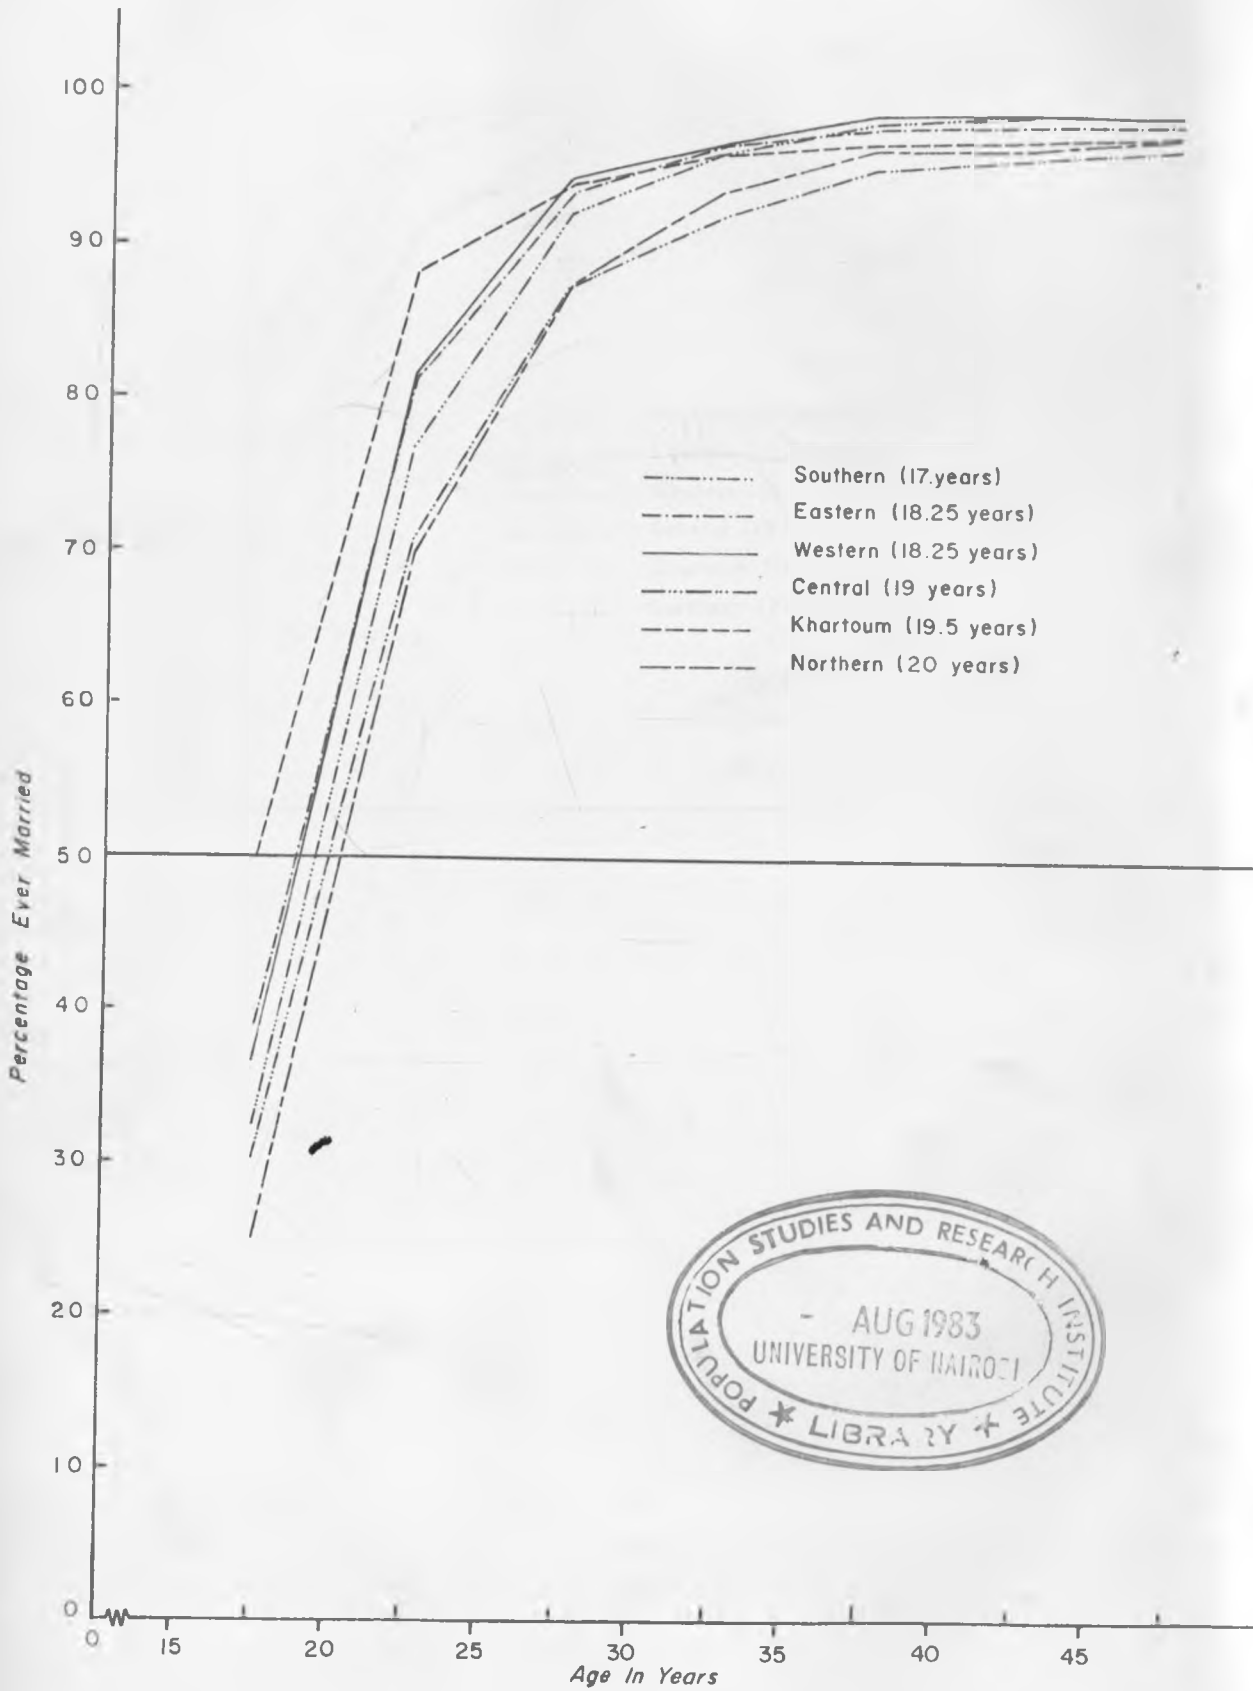 100
90
80
70
60
50
40
30
20
10
0
Percentage Ever Married
Southern (17.years)
Eastern (18.25 years)
Western (18.25 years)
Central (19 years)
Khartoum (19.5 years)
Northern (20 years)
POPULATION STUDIES AND RESEARCH INSTITUTE
- AUG 1983
UNIVERSITY OF NAIROBI
★ LIBRARY ★
0 15 20 25 30 35 40 45
Age In Years